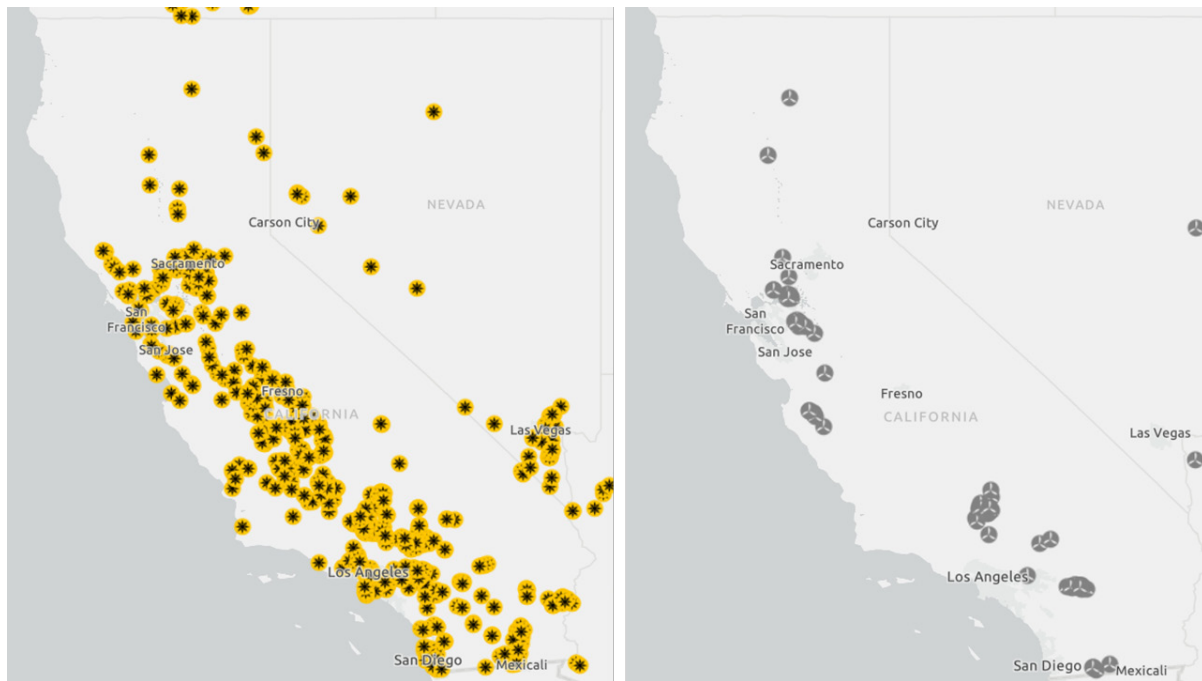 NEVADA
Carson City
Sacramento
San
Francisco
San Jose
Fresno
CALIFORNIA
Las Vegas
Los Angeles
San Diego
Mexicali
NEVADA
Carson City
Sacramento
San
Francisco
San Jose
Fresno
CALIFORNIA
Las Vegas
Los Angeles
San Diego
Mexicali